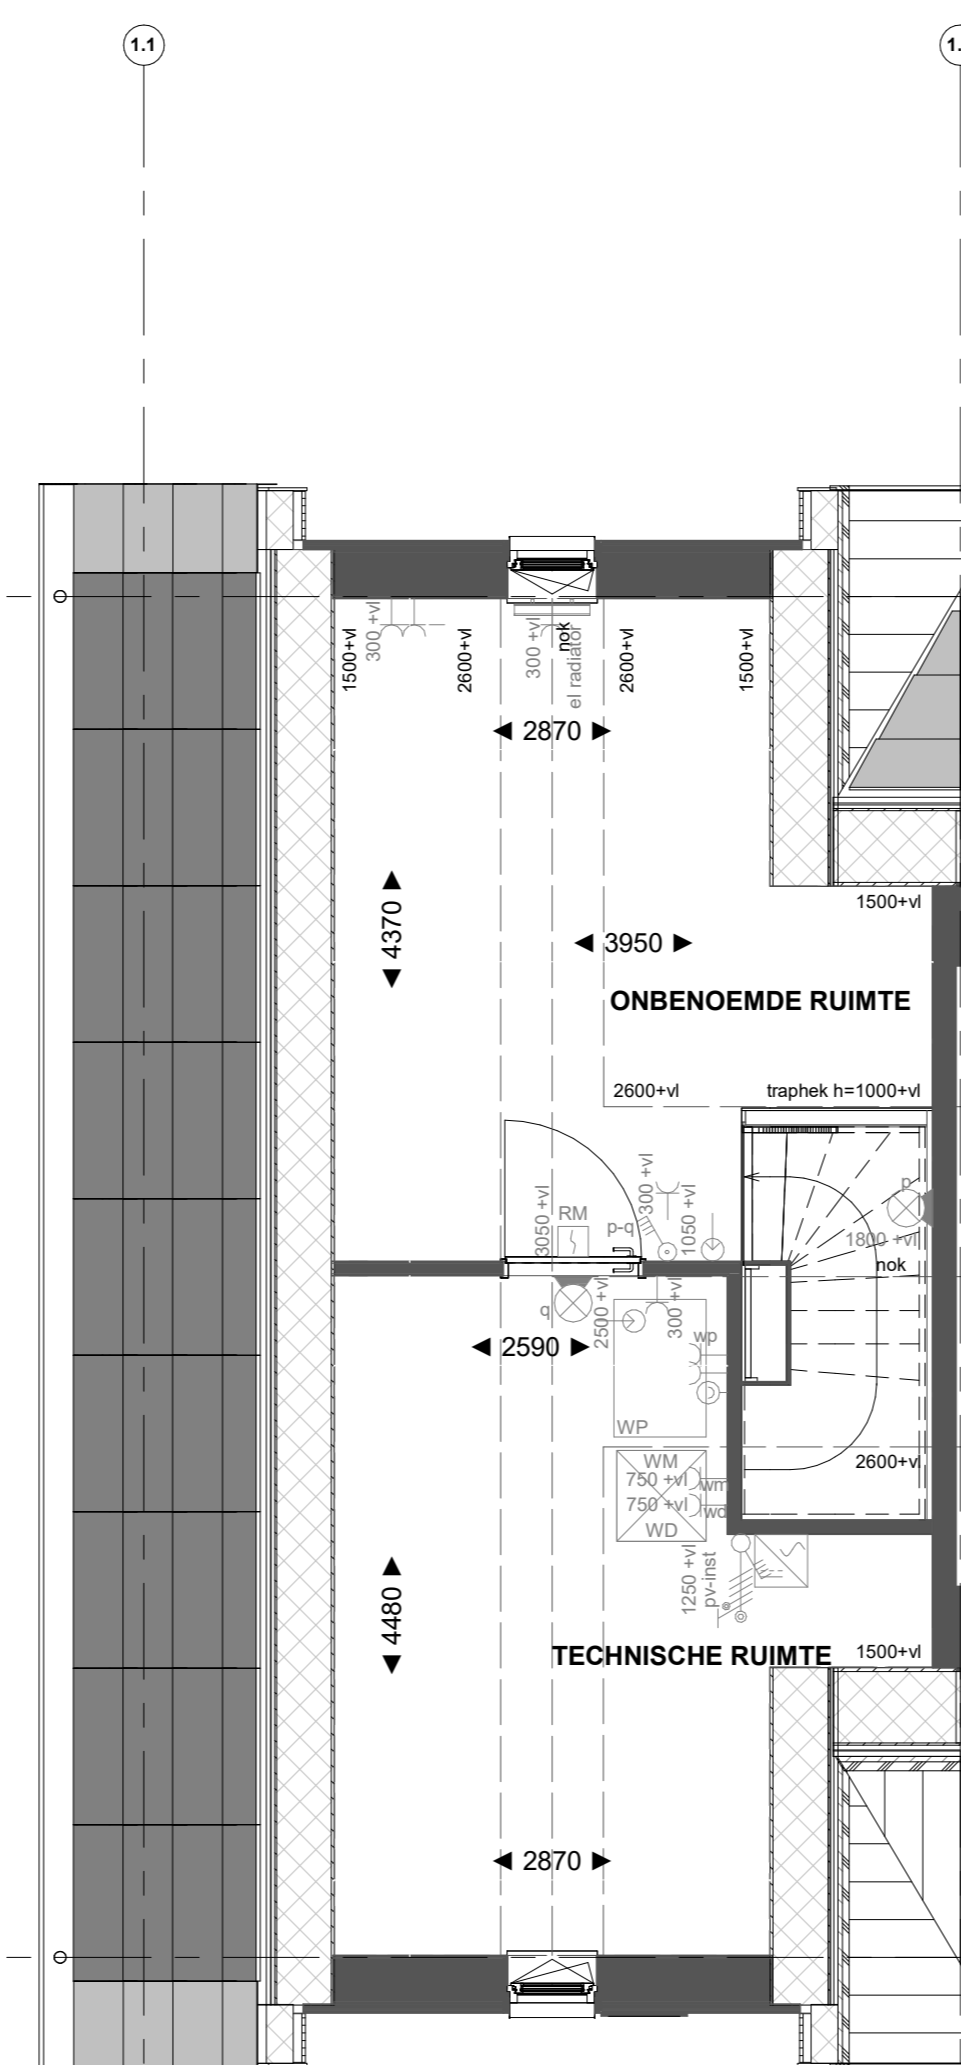 1.1
1.
1500+vl
300 +vl
2600+vl
300 +vl
nok
el radiator
2600+vl
1500+vl
2870
4370
1500+vl
3950
ONBENOEMDE RUIMTE
2600+vl
traphek h=1000+vl
3050 +vl
RM
p-q
300 +vl
1050 +vl
p
1800 +vl
nok
q
2500 +vl
300 +vl
2590
wp
WP
WM
750 +vl
wm
750 +vl
wd
WD
2600+vl
4480
1250 +vl
pv-inst
TECHNISCHE RUIMTE
1500+vl
2870